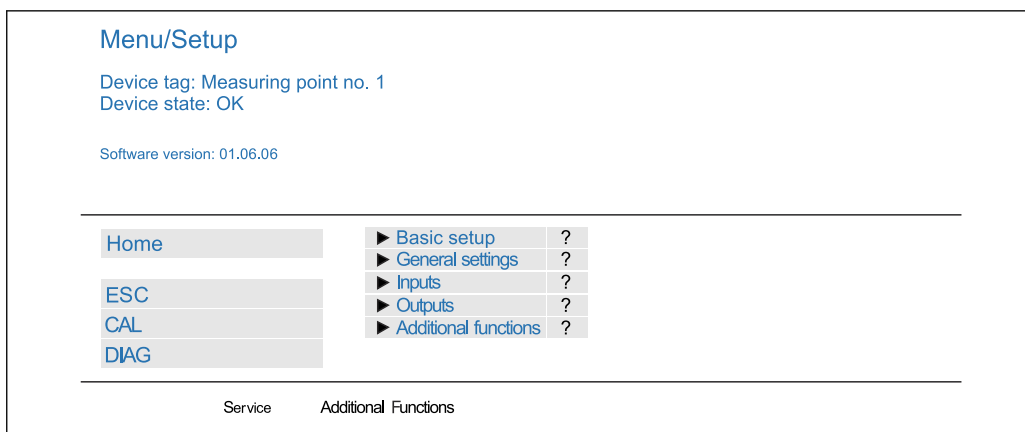 Menu/Setup
Device tag: Measuring point no. 1
Device state: OK
Software version: 01.06.06
Home
ESC
CAL
DIAG
► Basic setup ?
► General settings ?
► Inputs ?
► Outputs ?
► Additional functions ?
Service Additional Functions